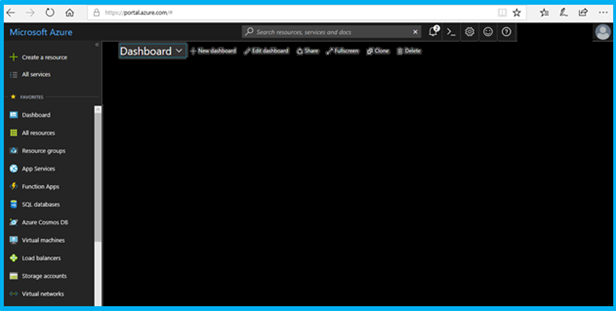 https://portal.azure.com/#
Microsoft Azure
Search resources, services and docs
2
Dashboard
New dashboard
Edit dashboard
Share
Fullscreen
Clone
Delete
Create a resource
All services
FAVORITES
Dashboard
All resources
Resource groups
App Services
Function Apps
SQL databases
Azure Cosmos DB
Virtual machines
Load balancers
Storage accounts
Virtual networks